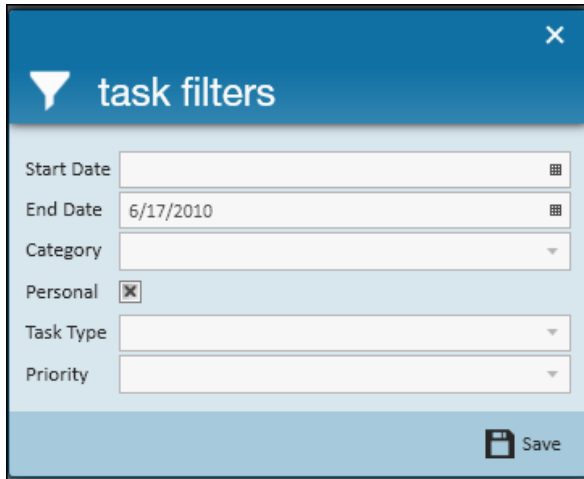 task filters
Start Date
End Date 6/17/2010
Category
Personal
Task Type
Priority
Save